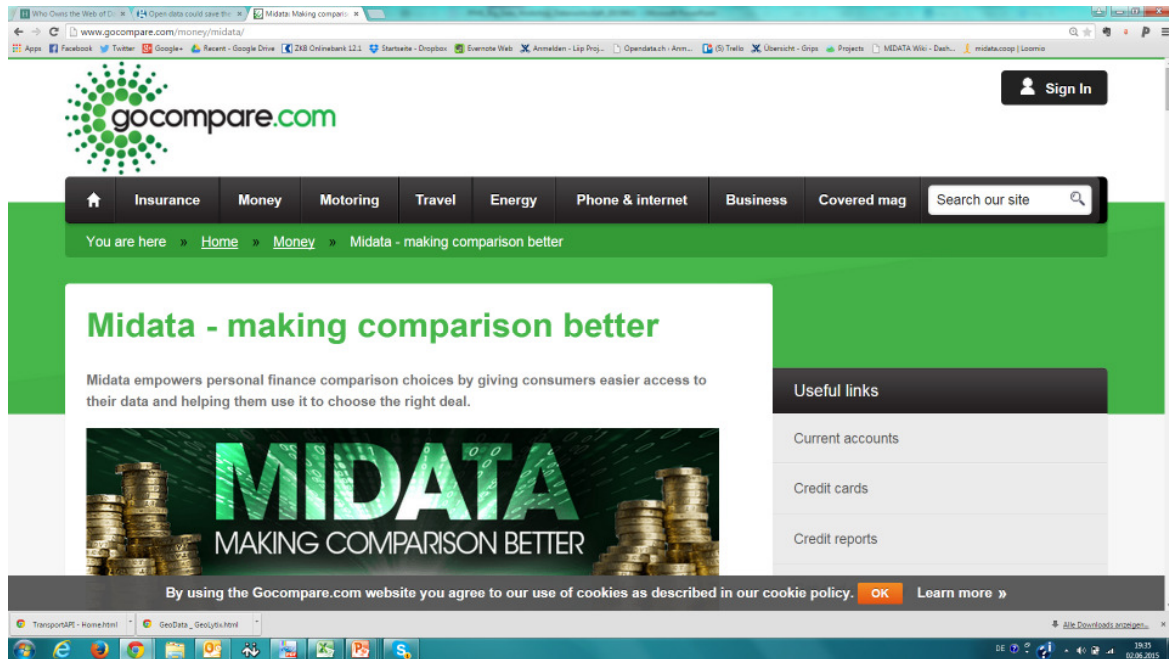 Who Owns the Web of D
Open data could save the
Midata: Making comparis
www.gocompare.com/money/midata/
Apps
Facebook
Twitter
Google+
Recent - Google Drive
ZKB Onlinebank 12.1
Startseite - Dropbox
Evernote Web
Anmelden - Liip Proj...
Opendata.ch : Anm...
(5) Trello
Übersicht - Grips
Projects
MIDATA Wiki - Dash...
midata.coop | Loomio
gocompare.com
Sign In
Insurance
Money
Motoring
Travel
Energy
Phone & internet
Business
Covered mag
Search our site
You are here » Home » Money » Midata - making comparison better
Midata - making comparison better
Midata empowers personal finance comparison choices by giving consumers easier access to
their data and helping them use it to choose the right deal.
MIDATA
MAKING COMPARISON BETTER
Useful links
Current accounts
Credit cards
Credit reports
By using the Gocompare.com website you agree to our use of cookies as described in our cookie policy.
OK
Learn more »
TransportAPI - Home.html
GeoData _ GeoLytix.html
Alle Downloads anzeigen...
DE
19:35
02.06.2015